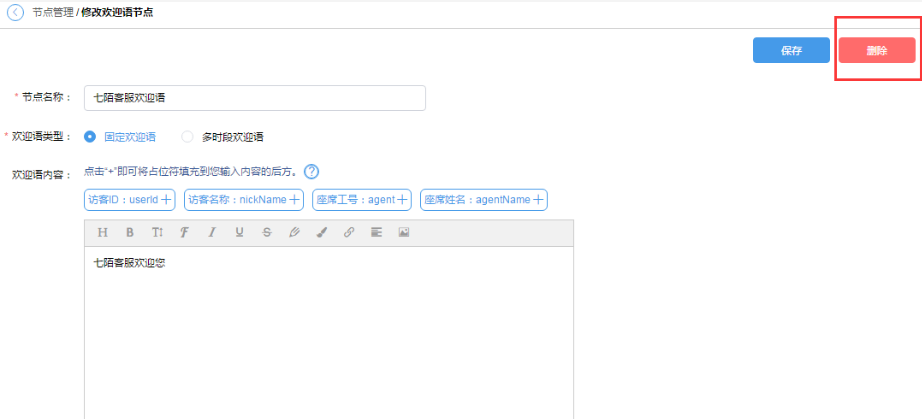 节点管理 / 修改欢迎语节点
保存 删除
* 节点名称： 七陌客服欢迎语
* 欢迎语类型： 固定欢迎语 多时段欢迎语
欢迎语内容： 点击“+”即可将占位符填充到您输入内容的后方。 ?
访客ID：userId + 访客名称：nickName + 座席工号：agent + 座席姓名：agentName +
七陌客服欢迎您